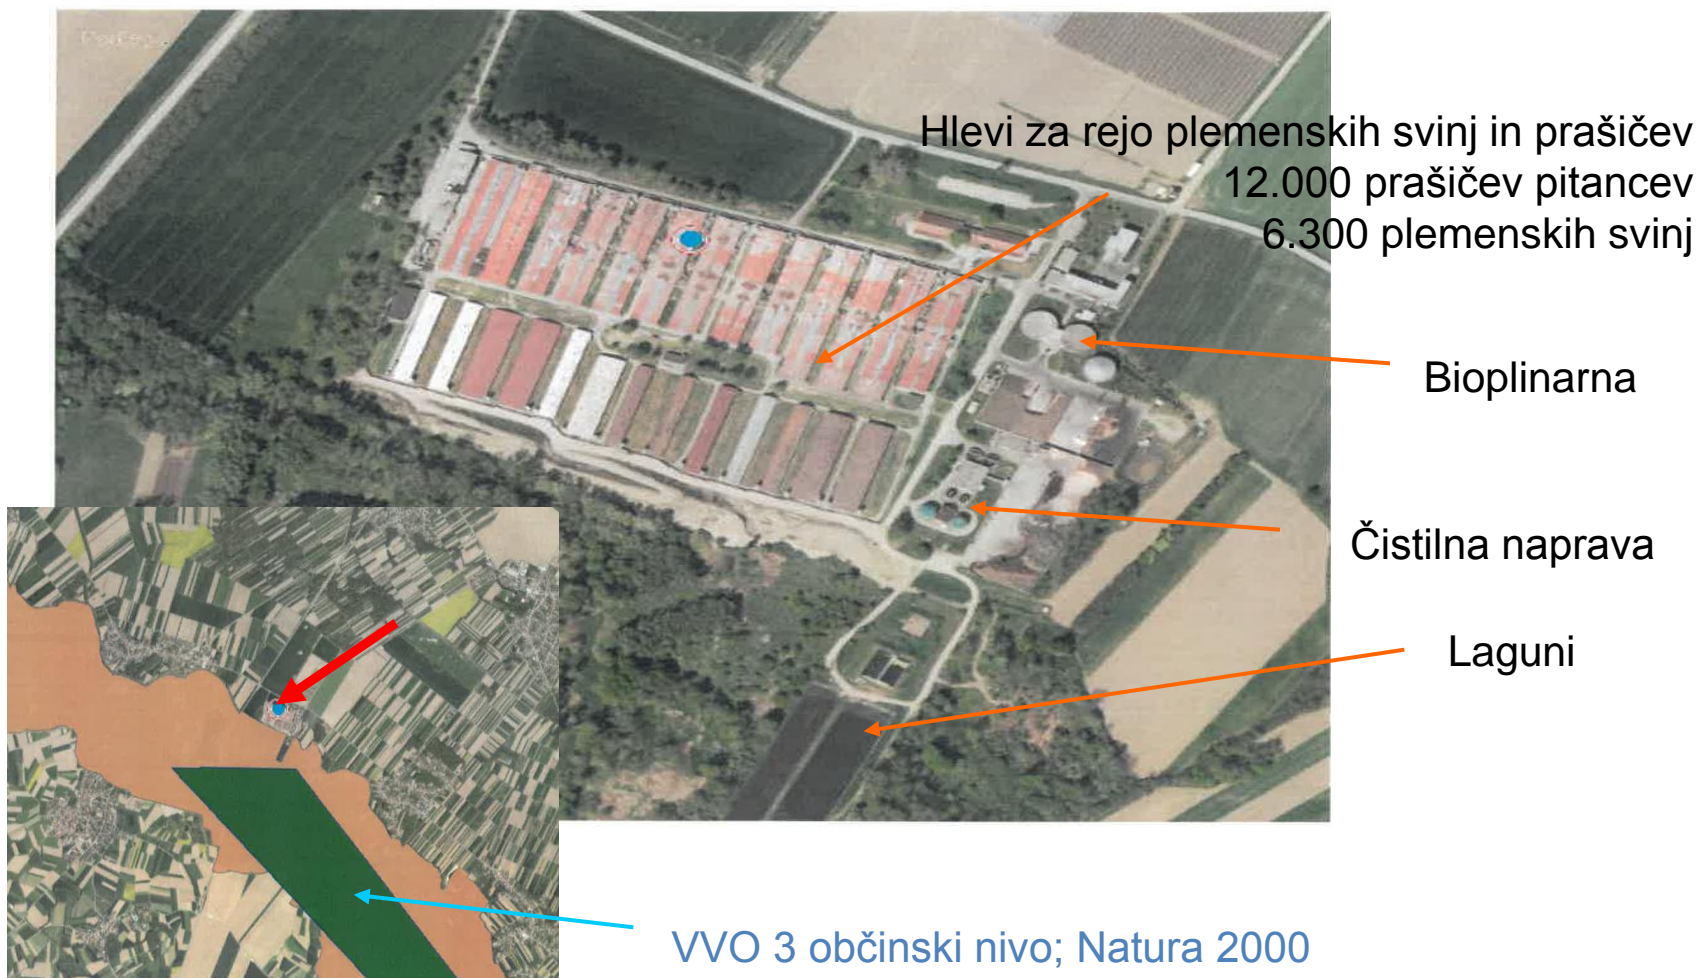 Hlevi za rejo plemenskih svinj in prašičev
12.000 prašičev pitancev
6.300 plemenskih svinj
Bioplinarna
Čistilna naprava
Laguni
VVO 3 občinski nivo; Natura 2000